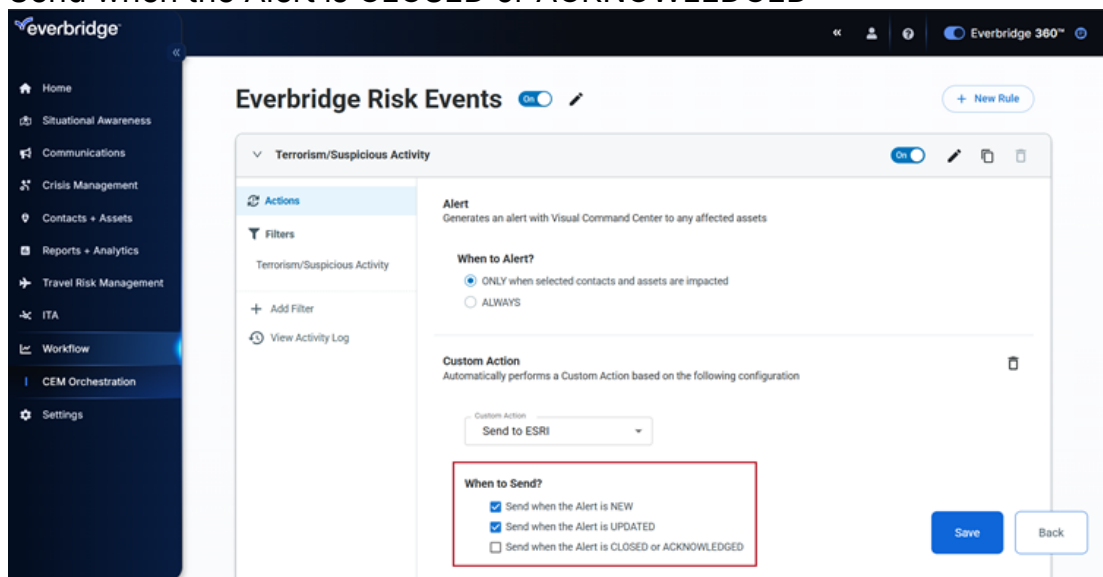 Send when the Alert is CLOSED or ACKNOWLEDGED
everbridge
Everbridge 360™
Home
Situational Awareness
Communications
Crisis Management
Contacts + Assets
Reports + Analytics
Travel Risk Management
ITA
Workflow
CEM Orchestration
Settings
Everbridge Risk Events
On
+ New Rule
Terrorism/Suspicious Activity
On
Actions
Filters
Terrorism/Suspicious Activity
+ Add Filter
View Activity Log
Alert
Generates an alert with Visual Command Center to any affected assets
When to Alert?
ONLY when selected contacts and assets are impacted
ALWAYS
Custom Action
Automatically performs a Custom Action based on the following configuration
Custom Action
Send to ESRI
When to Send?
Send when the Alert is NEW
Send when the Alert is UPDATED
Send when the Alert is CLOSED or ACKNOWLEDGED
Save
Back